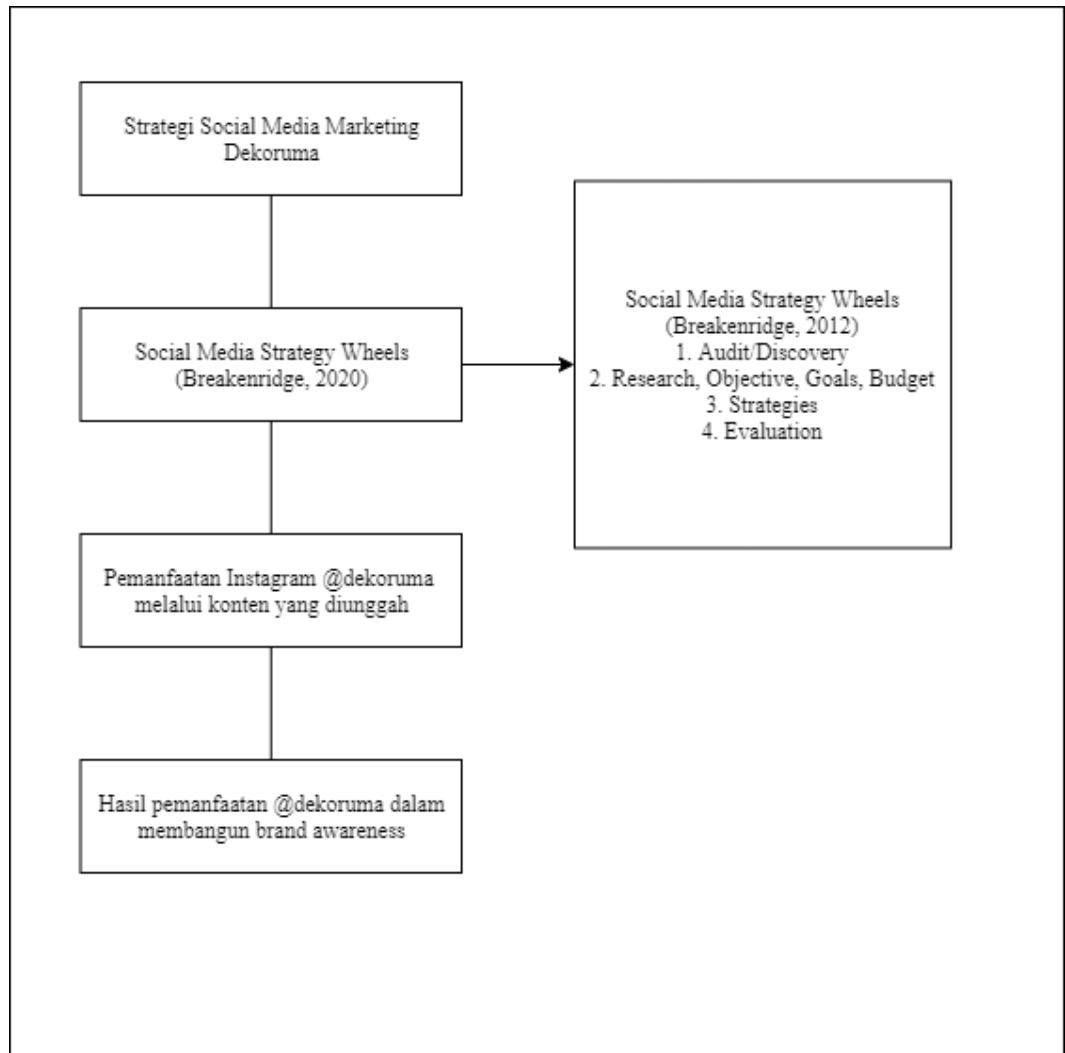 Strategi Social Media Marketing
Dekoruma
Social Media Strategy Wheels
(Breakenridge, 2020)
Social Media Strategy Wheels
(Breakenridge, 2012)
1. Audit/Discovery
2. Research, Objective, Goals, Budget
3. Strategies
4. Evaluation
Pemanfaatan Instagram @dekoruma
melalui konten yang diunggah
Hasil pemanfaatan @dekoruma dalam
membangun brand awareness